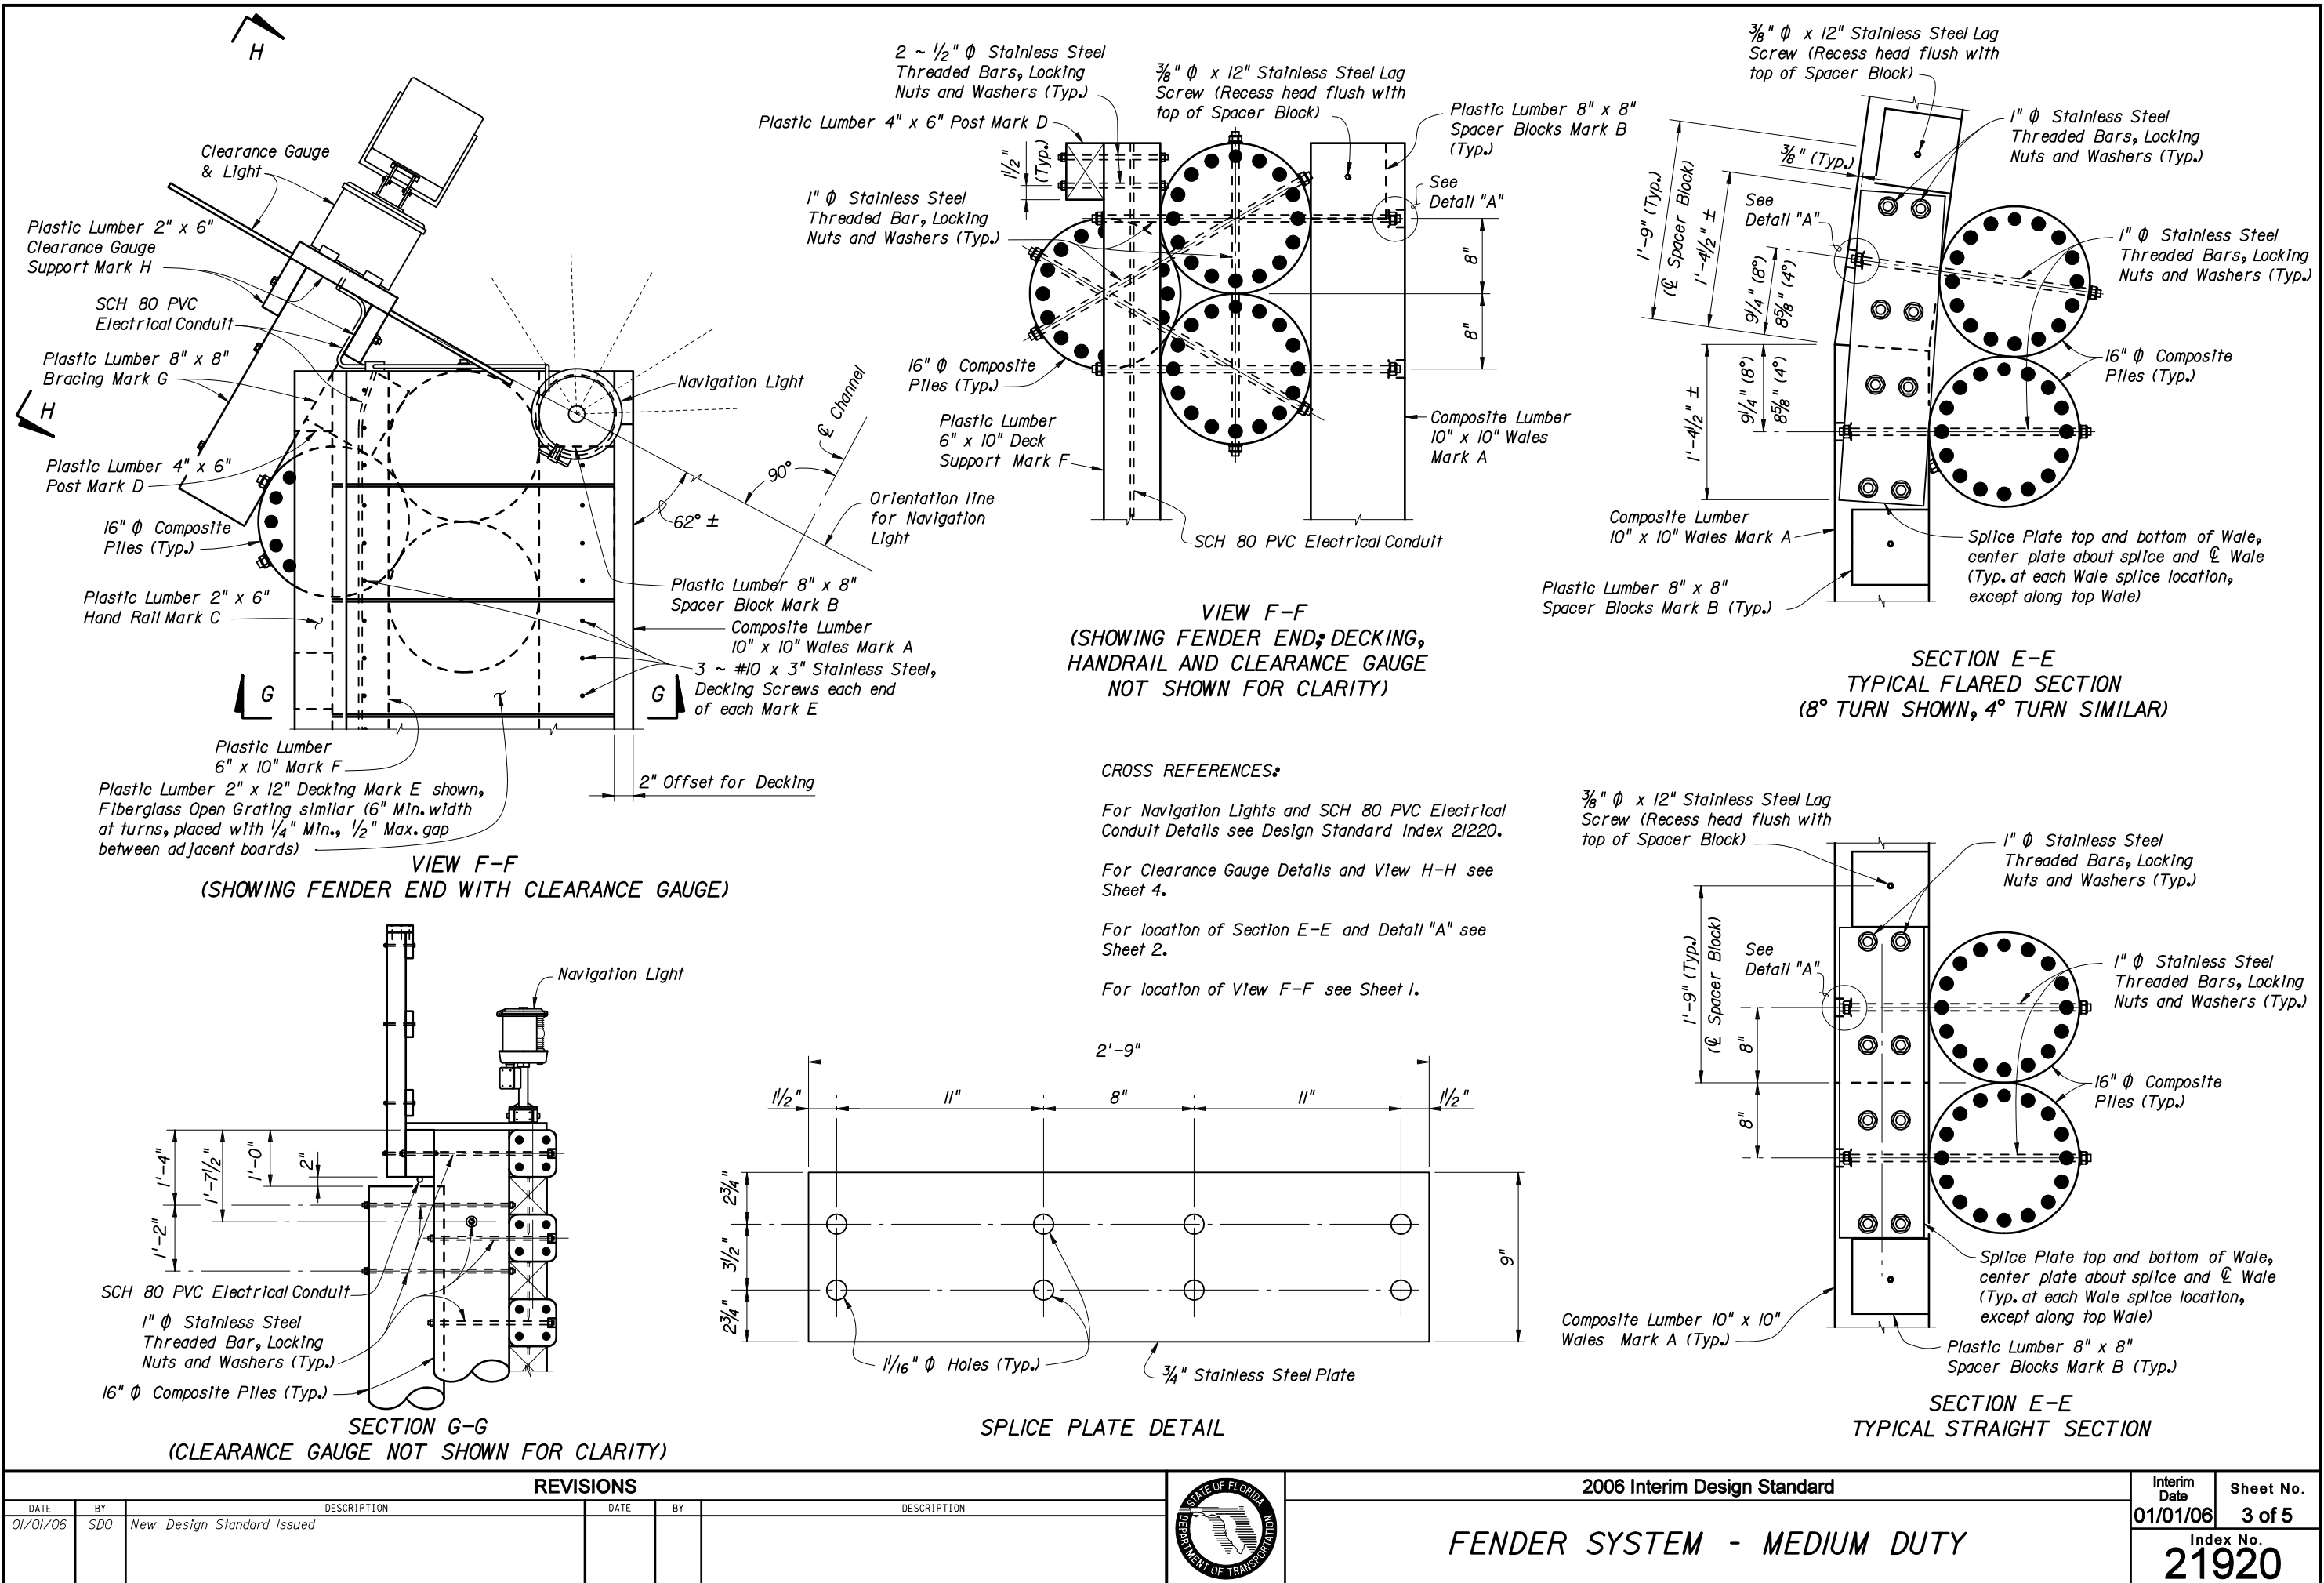 H
Clearance Gauge
& Light
Plastic Lumber 2" x 6"
Clearance Gauge
Support Mark H
SCH 80 PVC
Electrical Conduit
Plastic Lumber 8" x 8"
Bracing Mark G
H
Plastic Lumber 4" x 6"
Post Mark D
16" ϕ Composite
Piles (Typ.)
Plastic Lumber 2" x 6"
Hand Rail Mark C
G
Plastic Lumber
6" x 10" Mark F
Plastic Lumber 2" x 12" Decking Mark E shown,
Fiberglass Open Grating similar (6" Min. width
at turns, placed with 1/4" Min., 1/2" Max. gap
between adjacent boards)
Navigation Light
℄ Channel
90°
62° ±
Orientation line
for Navigation
Light
Plastic Lumber 8" x 8"
Spacer Block Mark B
Composite Lumber
10" x 10" Wales Mark A
3 ~ #10 x 3" Stainless Steel,
Decking Screws each end
of each Mark E
G
2" Offset for Decking
VIEW F-F
(SHOWING FENDER END WITH CLEARANCE GAUGE)
2 ~ 1/2" ϕ Stainless Steel
Threaded Bars, Locking
Nuts and Washers (Typ.)
Plastic Lumber 4" x 6" Post Mark D
1 1/2"
(Typ.)
1" ϕ Stainless Steel
Threaded Bar, Locking
Nuts and Washers (Typ.)
16" ϕ Composite
Piles (Typ.)
Plastic Lumber
6" x 10" Deck
Support Mark F
3/8" ϕ x 12" Stainless Steel Lag
Screw (Recess head flush with
top of Spacer Block)
Plastic Lumber 8" x 8"
Spacer Blocks Mark B
(Typ.)
See
Detail "A"
8"
8"
Composite Lumber
10" x 10" Wales
Mark A
SCH 80 PVC Electrical Conduit
VIEW F-F
(SHOWING FENDER END; DECKING,
HANDRAIL AND CLEARANCE GAUGE
NOT SHOWN FOR CLARITY)
3/8" ϕ x 12" Stainless Steel Lag
Screw (Recess head flush with
top of Spacer Block)
1" ϕ Stainless Steel
Threaded Bars, Locking
Nuts and Washers (Typ.)
3/8" (Typ.)
1'-9" (Typ.)
(℄ Spacer Block)
1'-4 1/2" ±
See
Detail "A"
9 1/4" (8°)
8 5/8" (4°)
1" ϕ Stainless Steel
Threaded Bars, Locking
Nuts and Washers (Typ.)
16" ϕ Composite
Piles (Typ.)
1'-4 1/2" ±
9 1/4" (8°)
8 5/8" (4°)
Composite Lumber
10" x 10" Wales Mark A
Plastic Lumber 8" x 8"
Spacer Blocks Mark B (Typ.)
Splice Plate top and bottom of Wale,
center plate about splice and ℄ Wale
(Typ. at each Wale splice location,
except along top Wale)
SECTION E-E
TYPICAL FLARED SECTION
(8° TURN SHOWN, 4° TURN SIMILAR)
CROSS REFERENCES:
For Navigation Lights and SCH 80 PVC Electrical
Conduit Details see Design Standard Index 21220.
For Clearance Gauge Details and View H-H see
Sheet 4.
For location of Section E-E and Detail "A" see
Sheet 2.
For location of View F-F see Sheet 1.
Navigation Light
1'-4"
1'-7 1/2"
1'-0"
2"
1'-2"
SCH 80 PVC Electrical Conduit
1" ϕ Stainless Steel
Threaded Bar, Locking
Nuts and Washers (Typ.)
16" ϕ Composite Piles (Typ.)
SECTION G-G
(CLEARANCE GAUGE NOT SHOWN FOR CLARITY)
2'-9"
1 1/2"
11"
8"
11"
1 1/2"
2 3/4"
3 1/2"
2 3/4"
9"
1 1/16" ϕ Holes (Typ.)
3/4" Stainless Steel Plate
SPLICE PLATE DETAIL
3/8" ϕ x 12" Stainless Steel Lag
Screw (Recess head flush with
top of Spacer Block)
1" ϕ Stainless Steel
Threaded Bars, Locking
Nuts and Washers (Typ.)
1'-9" (Typ.)
(℄ Spacer Block)
See
Detail "A"
8"
8"
1" ϕ Stainless Steel
Threaded Bars, Locking
Nuts and Washers (Typ.)
16" ϕ Composite
Piles (Typ.)
Splice Plate top and bottom of Wale,
center plate about splice and ℄ Wale
(Typ. at each Wale splice location,
except along top Wale)
Composite Lumber 10" x 10"
Wales Mark A (Typ.)
Plastic Lumber 8" x 8"
Spacer Blocks Mark B (Typ.)
SECTION E-E
TYPICAL STRAIGHT SECTION
REVISIONS
DATE BY DESCRIPTION DATE BY DESCRIPTION
01/01/06 SDO New Design Standard Issued
STATE OF FLORIDA
DEPARTMENT OF TRANSPORTATION
2006 Interim Design Standard
FENDER SYSTEM - MEDIUM DUTY
Interim
Date
01/01/06
Sheet No.
3 of 5
Index No.
21920